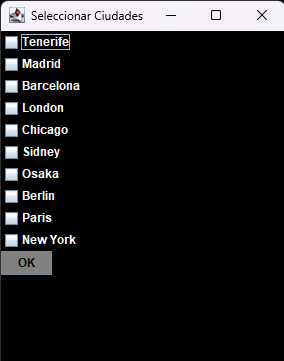 Seleccionar Ciudades
Tenerife
Madrid
Barcelona
London
Chicago
Sidney
Osaka
Berlin
Paris
New York
OK